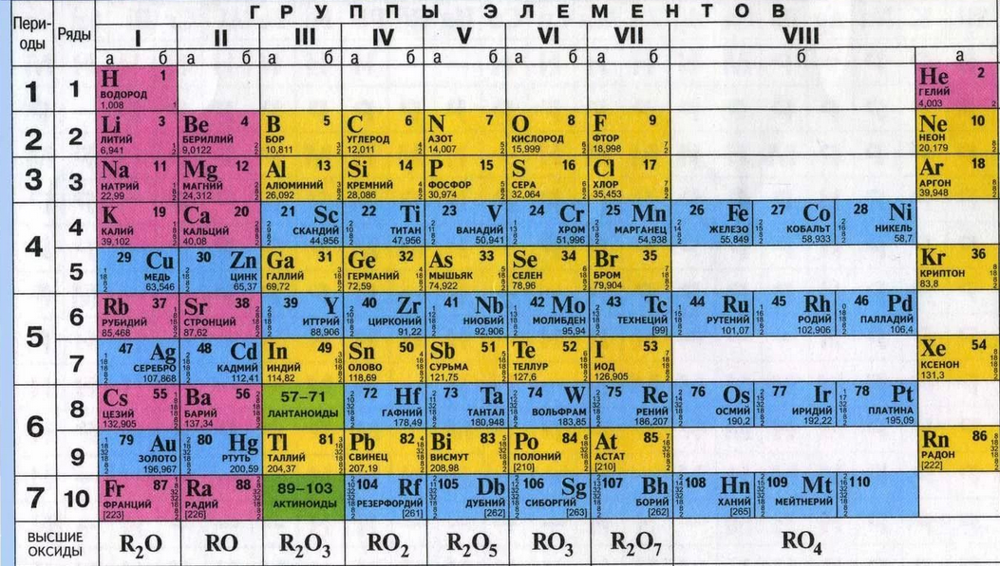 ГРУППЫ ЭЛЕМЕНТОВ
Пери-
оды
Ряды
I II III IV V VI VII VIII
а б а б а б а б а б а б а б б а
1 1 H 1 He 2
ВОДОРОД ГЕЛИЙ
1,008 4,003
2 2 Li 3 Be 4 B 5 C 6 N 7 O 8 F 9 Ne 10
ЛИТИЙ БЕРИЛЛИЙ БОР УГЛЕРОД АЗОТ КИСЛОРОД ФТОР НЕОН
6,941 9,0122 10,811 12,011 14,007 15,999 18,998 20,179
3 3 Na 11 Mg 12 Al 13 Si 14 P 15 S 16 Cl 17 Ar 18
НАТРИЙ МАГНИЙ АЛЮМИНИЙ КРЕМНИЙ ФОСФОР СЕРА ХЛОР АРГОН
22,99 24,312 26,092 28,086 30,974 32,064 35,453 39,948
4 4 K 19 Ca 20 21 Sc 22 Ti 23 V 24 Cr 25 Mn 26 Fe 27 Co 28 Ni
КАЛИЙ КАЛЬЦИЙ СКАНДИЙ ТИТАН ВАНАДИЙ ХРОМ МАРГАНЕЦ ЖЕЛЕЗО КОБАЛЬТ НИКЕЛЬ
39,102 40,08 44,956 47,956 50,941 51,996 54,938 55,849 58,933 58,7
5 29 Cu 30 Zn Ga 31 Ge 32 As 33 Se 34 Br 35 Kr 36
МЕДЬ ЦИНК ГАЛЛИЙ ГЕРМАНИЙ МЫШЬЯК СЕЛЕН БРОМ КРИПТОН
63,546 65,37 69,72 72,59 74,922 78,96 79,904 83,8
5 6 Rb 37 Sr 38 39 Y 40 Zr 41 Nb 42 Mo 43 Tc 44 Ru 45 Rh 46 Pd
РУБИДИЙ СТРОНЦИЙ ИТТРИЙ ЦИРКОНИЙ НИОБИЙ МОЛИБДЕН ТЕХНЕЦИЙ РУТЕНИЙ РОДИЙ ПАЛЛАДИЙ
85,468 87,62 88,906 91,22 92,906 95,94 [99] 101,07 102,906 106,4
7 47 Ag 48 Cd In 49 Sn 50 Sb 51 Te 52 I 53 Xe 54
СЕРЕБРО КАДМИЙ ИНДИЙ ОЛОВО СУРЬМА ТЕЛЛУР ИОД КСЕНОН
107,868 112,41 114,82 118,69 121,75 127,6 126,905 131,3
6 8 Cs 55 Ba 56 57–71 72 Hf 73 Ta 74 W 75 Re 76 Os 77 Ir 78 Pt
ЦЕЗИЙ БАРИЙ ЛАНТАНОИДЫ ГАФНИЙ ТАНТАЛ ВОЛЬФРАМ РЕНИЙ ОСМИЙ ИРИДИЙ ПЛАТИНА
132,905 137,34 178,49 180,948 183,85 186,207 190,2 192,22 195,09
9 79 Au 80 Hg Tl 81 Pb 82 Bi 83 Po 84 At 85 Rn 86
ЗОЛОТО РТУТЬ ТАЛЛИЙ СВИНЕЦ ВИСМУТ ПОЛОНИЙ АСТАТ РАДОН
196,967 200,59 204,37 207,19 208,98 [210] [210] [222]
7 10 Fr 87 Ra 88 89–103 104 Rf 105 Db 106 Sg 107 Bh 108 Hn 109 Mt 110
ФРАНЦИЙ РАДИЙ АКТИНОИДЫ РЕЗЕРФОРДИЙ ДУБНИЙ СИБОРГИЙ БОРИЙ ХАНИЙ МЕЙТНЕРИЙ
[223] [226] [261] [262] [263] [262] [265]
ВЫСШИЕ
ОКСИДЫ
R₂O RO R₂O₃ RO₂ R₂O₅ RO₃ R₂O₇ RO₄